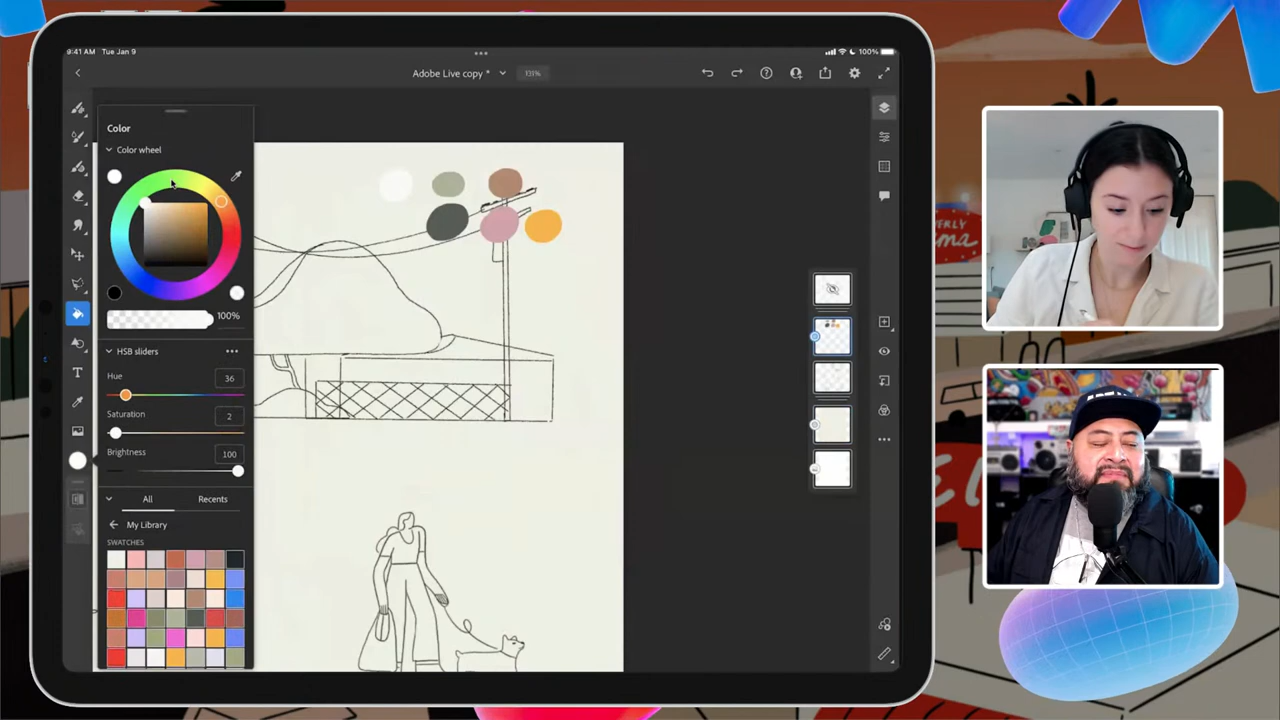 9:41 AM Tue Jan 9
100%
Adobe Live copy *
131%
Color
Color wheel
100%
HSB sliders
Hue
36
Saturation
2
Brightness
100
All
Recents
My Library
SWATCHES